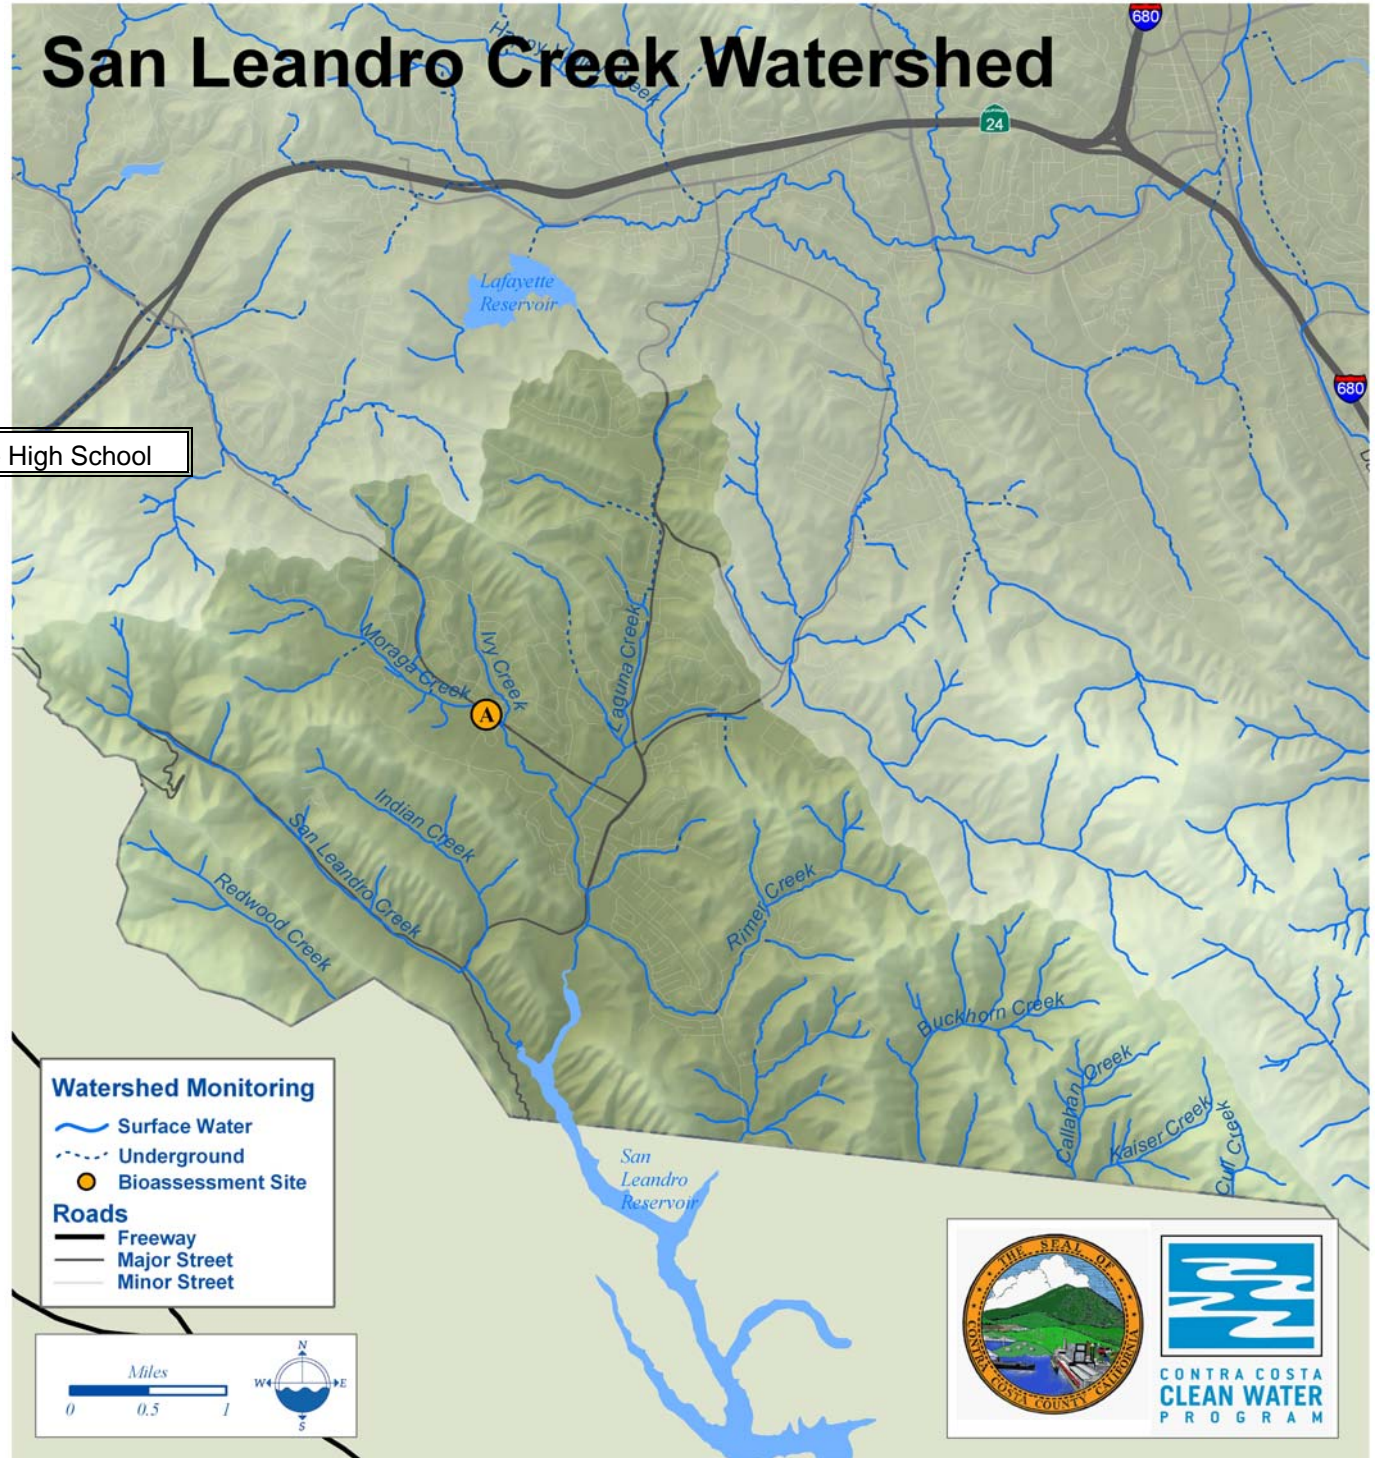 San Leandro Creek Watershed
680
24
Lafayette
Reservoir
680
High School
Moraga Creek
Ivy Creek
Laguna Creek
A
Indian Creek
San Leandro Creek
Redwood Creek
Rimer Creek
Buckhorn Creek
Callahan Creek
Kaiser Creek
Cull Creek
San
Leandro
Reservoir
Watershed Monitoring
Surface Water
Underground
Bioassessment Site
Roads
Freeway
Major Street
Minor Street
Miles
0 0.5 1
N
W E
S
THE SEAL OF
CONTRA COSTA COUNTY CALIFORNIA
CONTRA COSTA
CLEAN WATER
PROGRAM